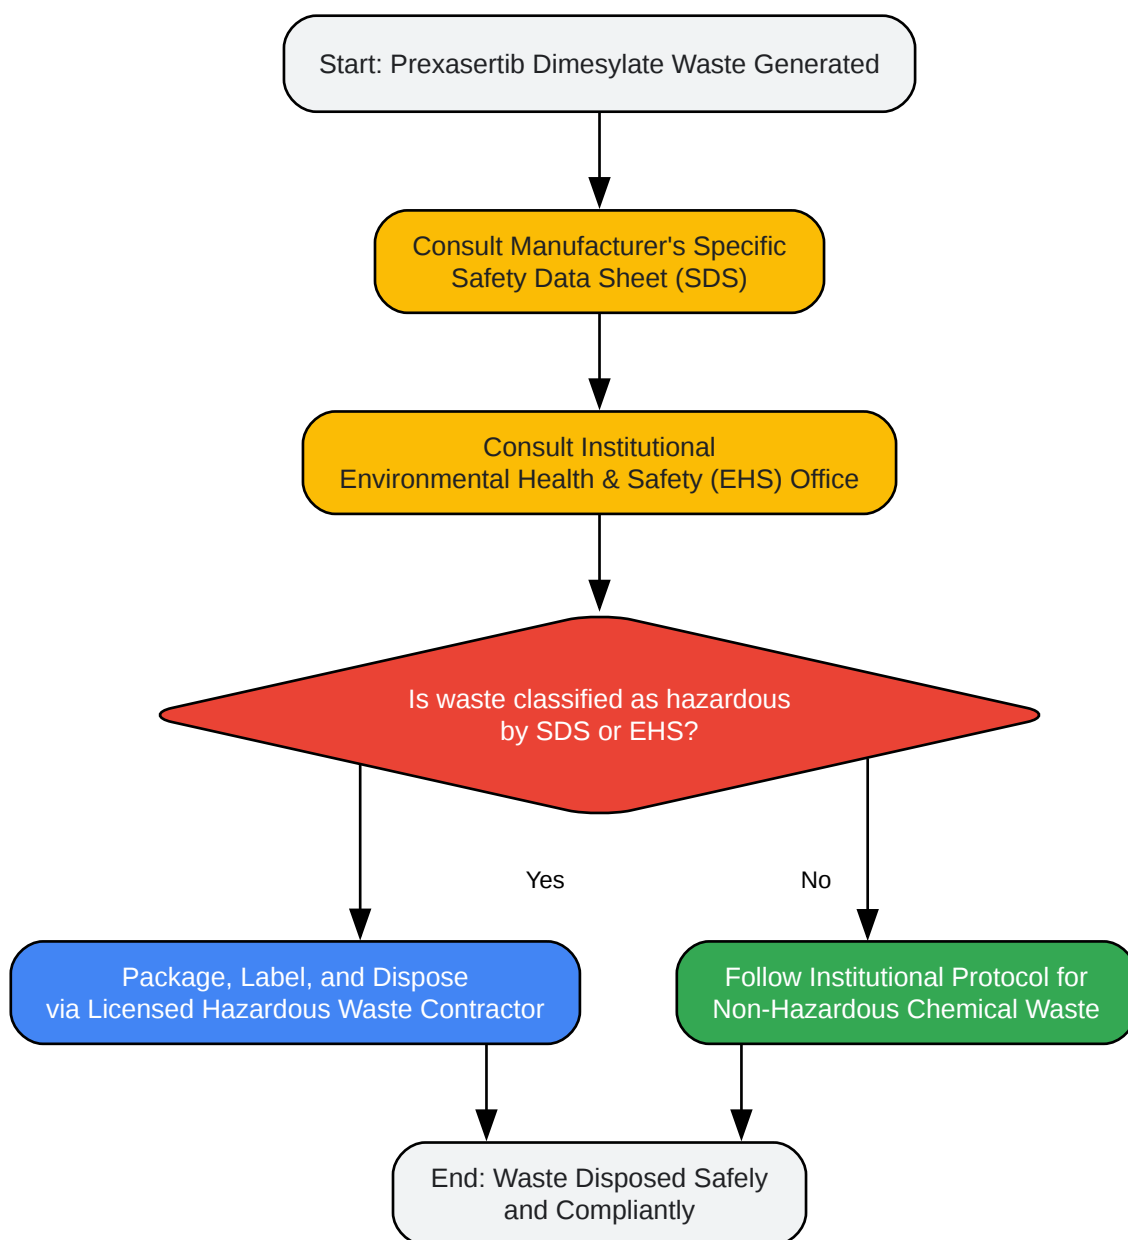 Start: Prexasertib Dimesylate Waste Generated
Consult Manufacturer's Specific
Safety Data Sheet (SDS)
Consult Institutional
Environmental Health & Safety (EHS) Office
Is waste classified as hazardous
by SDS or EHS?
Yes
No
Package, Label, and Dispose
via Licensed Hazardous Waste Contractor
Follow Institutional Protocol for
Non-Hazardous Chemical Waste
End: Waste Disposed Safely
and Compliantly